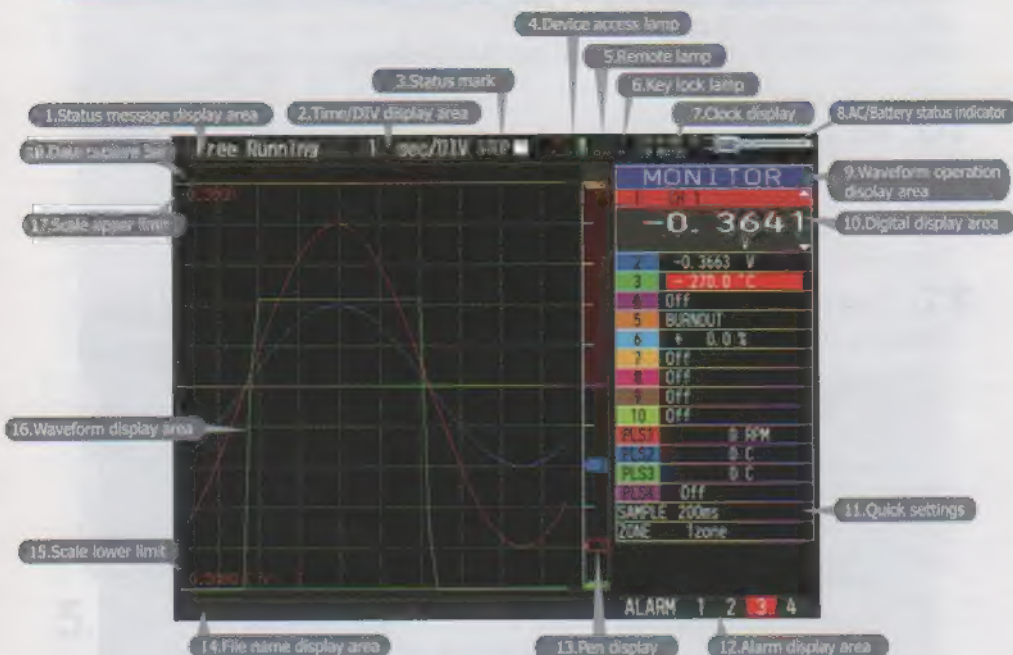 4.Device access lamp
5.Remote lamp
3.Status mark
6.Key lock lamp
1.Status message display area
2.Time/DIV display area
7.Clock display
8.AC/Battery status indicator
Free Running 1 sec/DIV STOP
MONITOR
9.Waveform operation
display area
1 CH 1
17.Scale upper limit
-0.3641
V
10.Digital display area
2 -0.3663 V
3 -270.0 °C
Off
5 BURNOUT
6 + 0.0 %
7 Off
8 Off
9 Off
10 Off
16.Waveform display area
PLS1 0 RPM
PLS2 0 C
PLS3 0 C
PLS4 Off
SAMPLE 200ms
11.Quick settings
ZONE 1zone
15.Scale lower limit
ALARM 1 2 3 4
14.File name display area
13.Pen display
12.Alarm display area
5